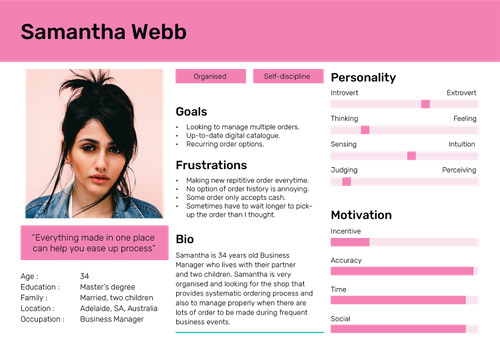 Samantha Webb
"Everything made in one place
can help you ease up process"
Age : 34
Education : Master's degree
Family : Married, two children
Location : Adelaide, SA, Australia
Occupation : Business Manager
Organised
Self-discipline
Goals
• Looking to manage multiple orders.
• Up-to-date digital catalogue.
• Recurring order options.
Frustrations
• Making new repititive order everytime.
• No option of order history is annoying.
• Some order only accepts cash.
• Sometimes have to wait longer to pick-
up the order than I thought.
Bio
Samantha is 34 years old Business
Manager who lives with their partner
and two children. Samantha is very
organised and looking for the shop that
provides systematic ordering process and
also to manage properly when there are
lots of order to be made during frequent
business events.
Personality
Introvert Extrovert
Thinking Feeling
Sensing Intuition
Judging Perceiving
Motivation
Incentive
Accuracy
Time
Social